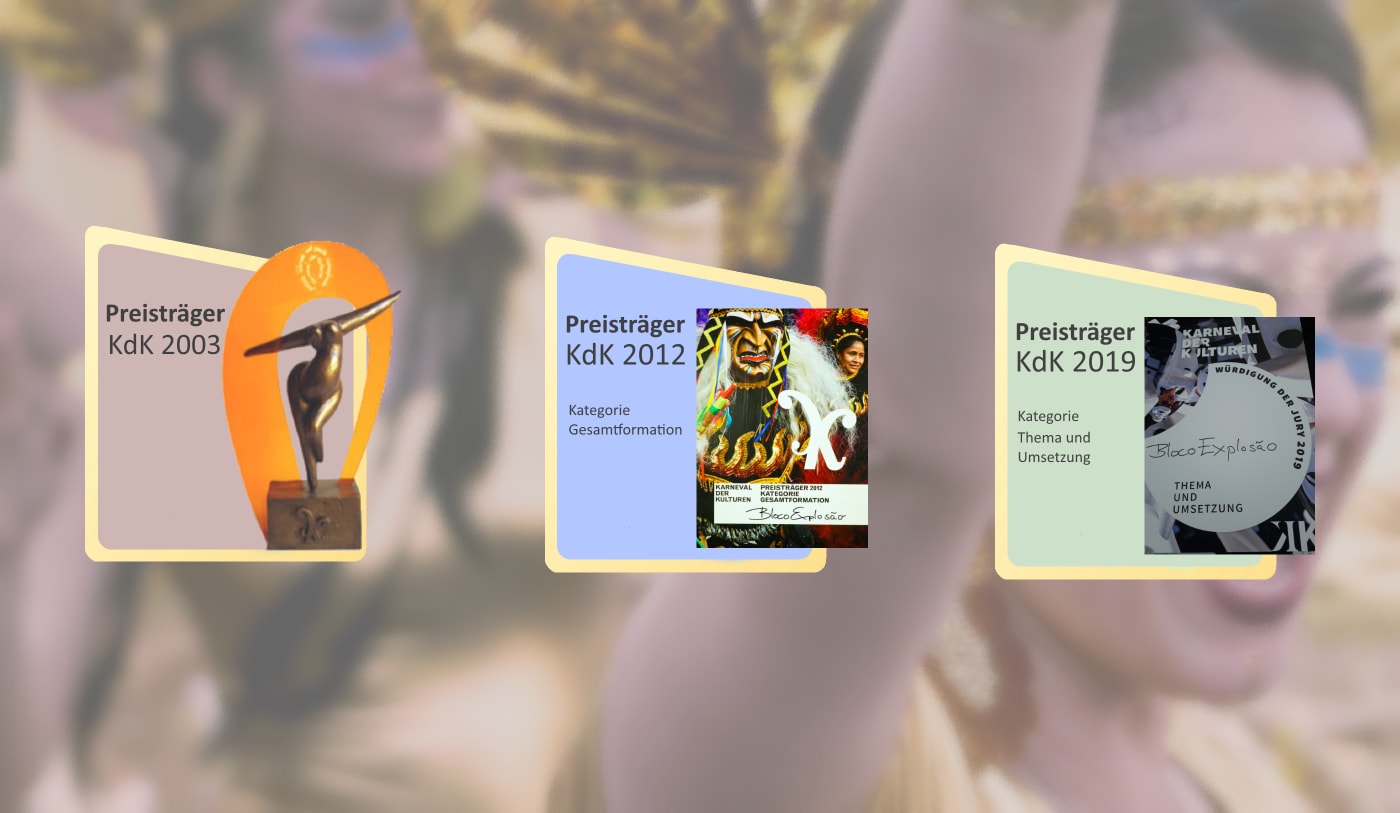 Preisträger
KdK 2003
Preisträger
KdK 2012
Kategorie
Gesamtformation
KARNEVAL
DER
KULTUREN
PREISTRÄGER 2012
KATEGORIE
GESAMTFORMATION
Bloco Explosão
Preisträger
KdK 2019
Kategorie
Thema und
Umsetzung
KARNEVAL
DER
KULTUREN
WÜRDIGUNG DER JURY 2019
Bloco Explosão
THEMA
UND
UMSETZUNG